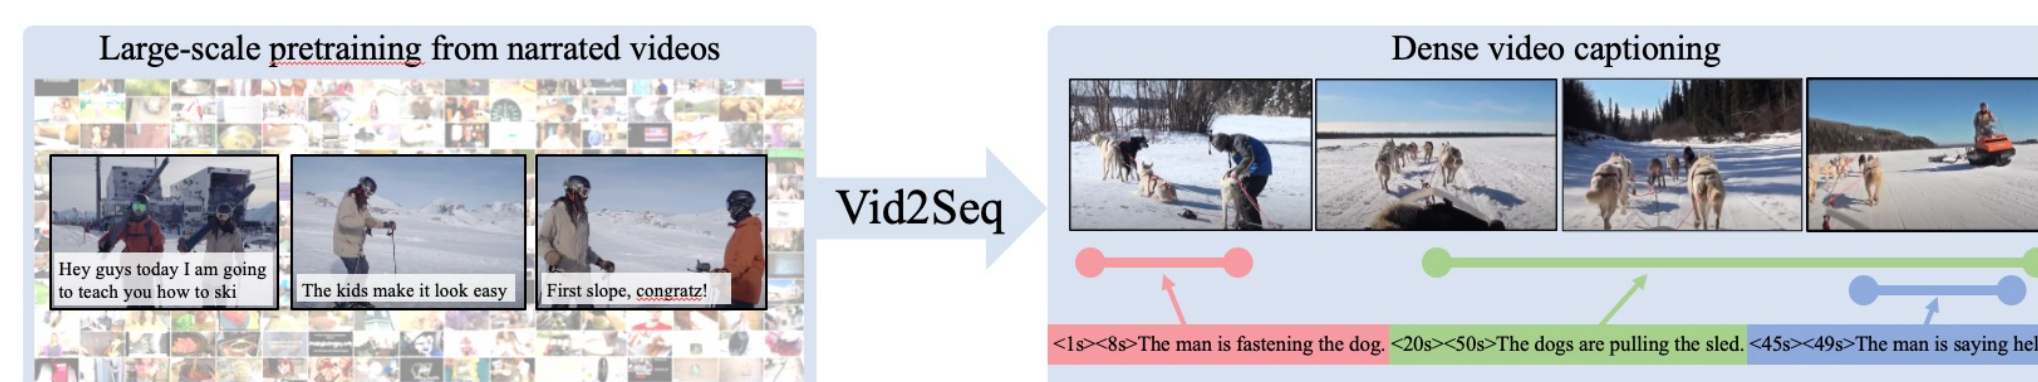 Large-scale pretraining from narrated videos
Hey guys today I am going
to teach you how to ski
The kids make it look easy
First slope, congratz!
Vid2Seq
Dense video captioning
<1s><8s>The man is fastening the dog. <20s><50s>The dogs are pulling the sled. <45s><49s>The man is saying hel